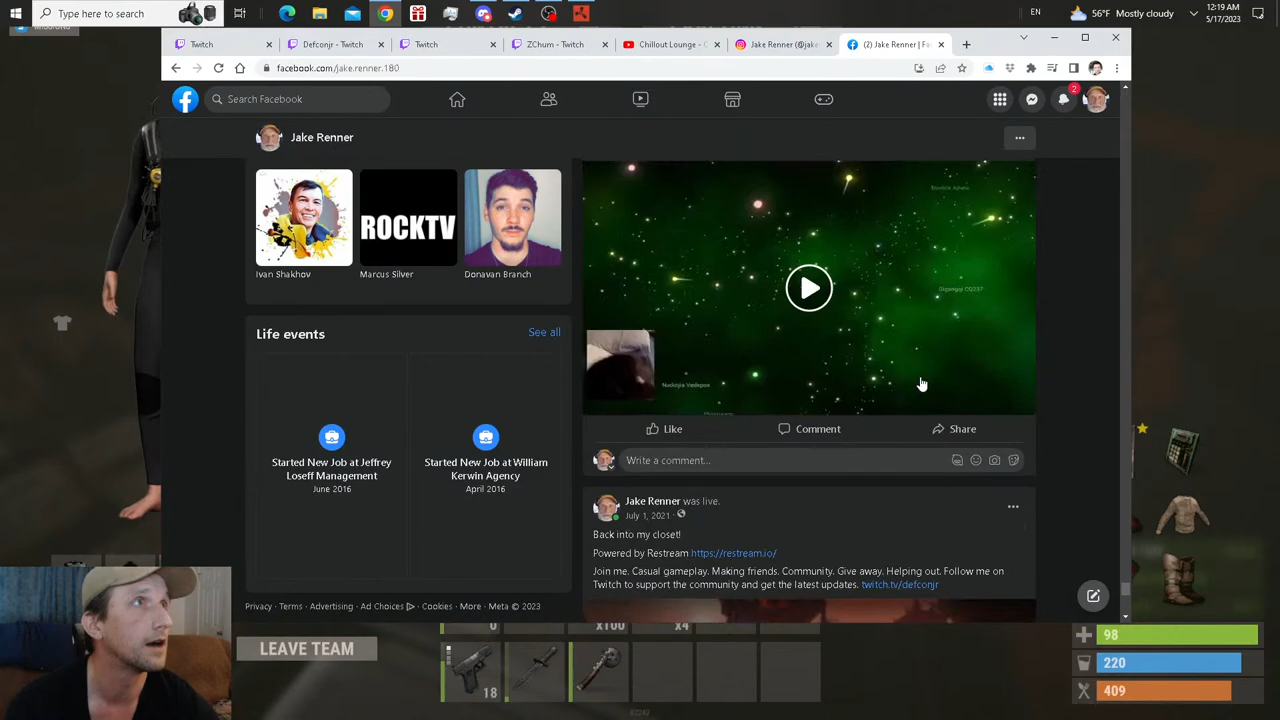 Type here to search
EN
56°F Mostly cloudy
12:19 AM
5/17/2023
Twitch
Defconjr - Twitch
Twitch
ZChum - Twitch
Chillout Lounge - C
Jake Renner (@jake
(2) Jake Renner | Fa
facebook.com/jake.renner.180
Search Facebook
2
Jake Renner
ROCKTV
Ivan Shakhov
Marcus Silver
Donavan Branch
Life events
See all
Started New Job at Jeffrey
Loseff Management
June 2016
Started New Job at William
Kerwin Agency
April 2016
Privacy · Terms · Advertising · Ad Choices · Cookies · More · Meta © 2023
Like
Comment
Share
Write a comment...
Jake Renner was live.
July 1, 2021
Back into my closet!
Powered by Restream https://restream.io/
Join me. Casual gameplay. Making friends. Community. Give away. Helping out. Follow me on
Twitch to support the community and get the latest updates. twitch.tv/defconjr
LEAVE TEAM
0
x100
x4
18
98
220
409